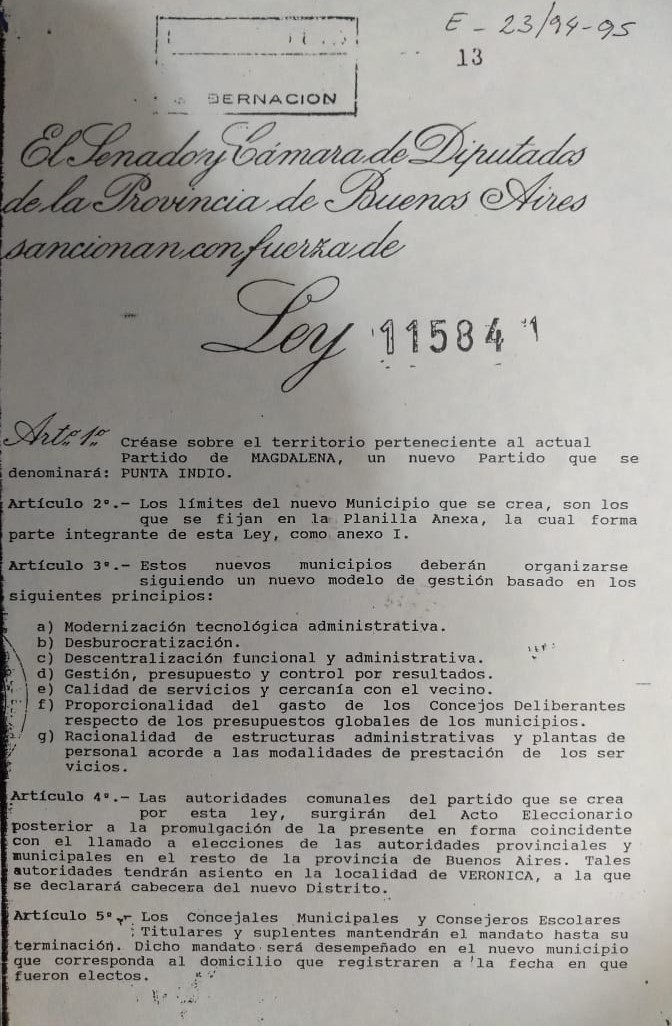 E - 23/94-95
13
BERNACION
El Senado y Cámara de Diputados
de la Provincia de Buenos Aires
sancionan con fuerza de
Ley 11584
Art.º 1º Créase sobre el territorio perteneciente al actual
Partido de MAGDALENA, un nuevo Partido que se
denominará: PUNTA INDIO.
Artículo 2º.- Los límites del nuevo Municipio que se crea, son los
que se fijan en la Planilla Anexa, la cual forma
parte integrante de esta Ley, como anexo I.
Artículo 3º.- Estos nuevos municipios deberán organizarse
siguiendo un nuevo modelo de gestión basado en los
siguientes principios:
a) Modernización tecnológica administrativa.
b) Desburocratización.
c) Descentralización funcional y administrativa.
d) Gestión, presupuesto y control por resultados.
e) Calidad de servicios y cercanía con el vecino.
f) Proporcionalidad del gasto de los Concejos Deliberantes
respecto de los presupuestos globales de los municipios.
g) Racionalidad de estructuras administrativas y plantas de
personal acorde a las modalidades de prestación de los ser
vicios.
Artículo 4º.- Las autoridades comunales del partido que se crea
por esta ley, surgirán del Acto Eleccionario
posterior a la promulgación de la presente en forma coincidente
con el llamado a elecciones de las autoridades provinciales y
municipales en el resto de la provincia de Buenos Aires. Tales
autoridades tendrán asiento en la localidad de VERONICA, a la que
se declarará cabecera del nuevo Distrito.
Artículo 5º.- Los Concejales Municipales y Consejeros Escolares
Titulares y suplentes mantendrán el mandato hasta su
terminación. Dicho mandato será desempeñado en el nuevo municipio
que corresponda al domicilio que registraren a la fecha en que
fueron electos.